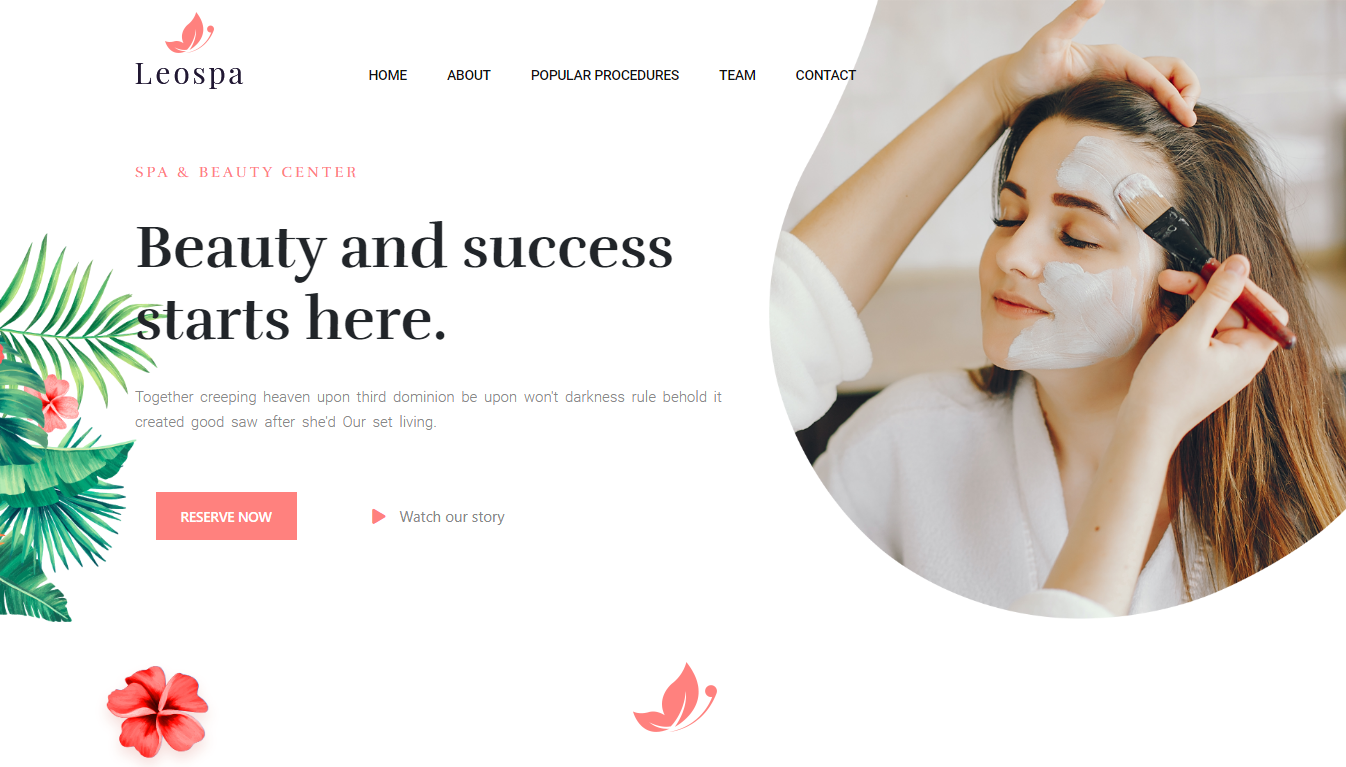 Leospa
HOME ABOUT POPULAR PROCEDURES TEAM CONTACT
SPA & BEAUTY CENTER
Beauty and success
starts here.
Together creeping heaven upon third dominion be upon won't darkness rule behold it
created good saw after she'd Our set living.
RESERVE NOW
Watch our story